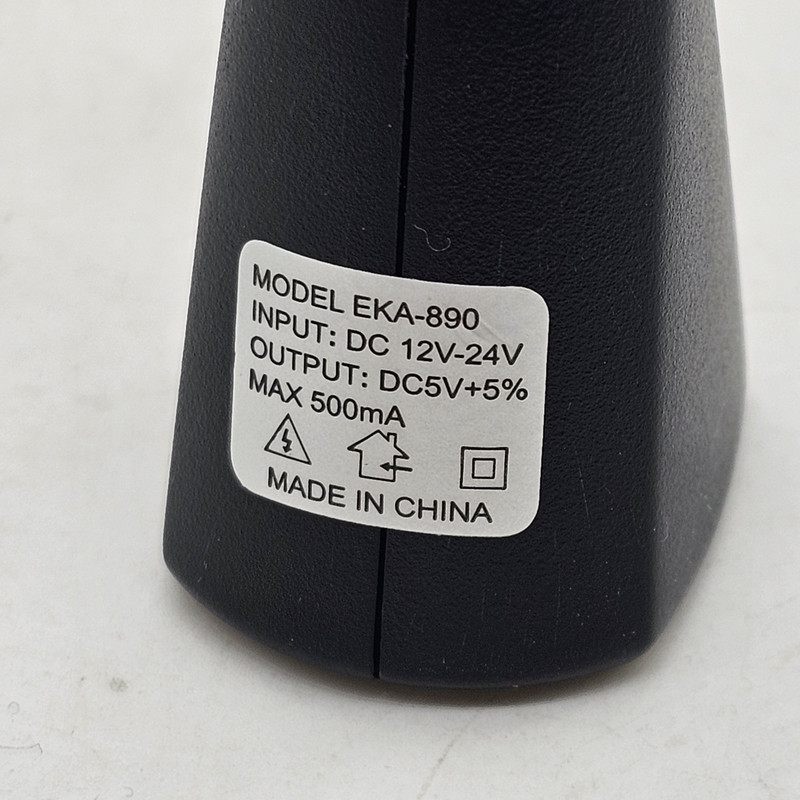 MODEL EKA-890
INPUT: DC 12V-24V
OUTPUT: DC5V+5%
MAX 500mA
MADE IN CHINA